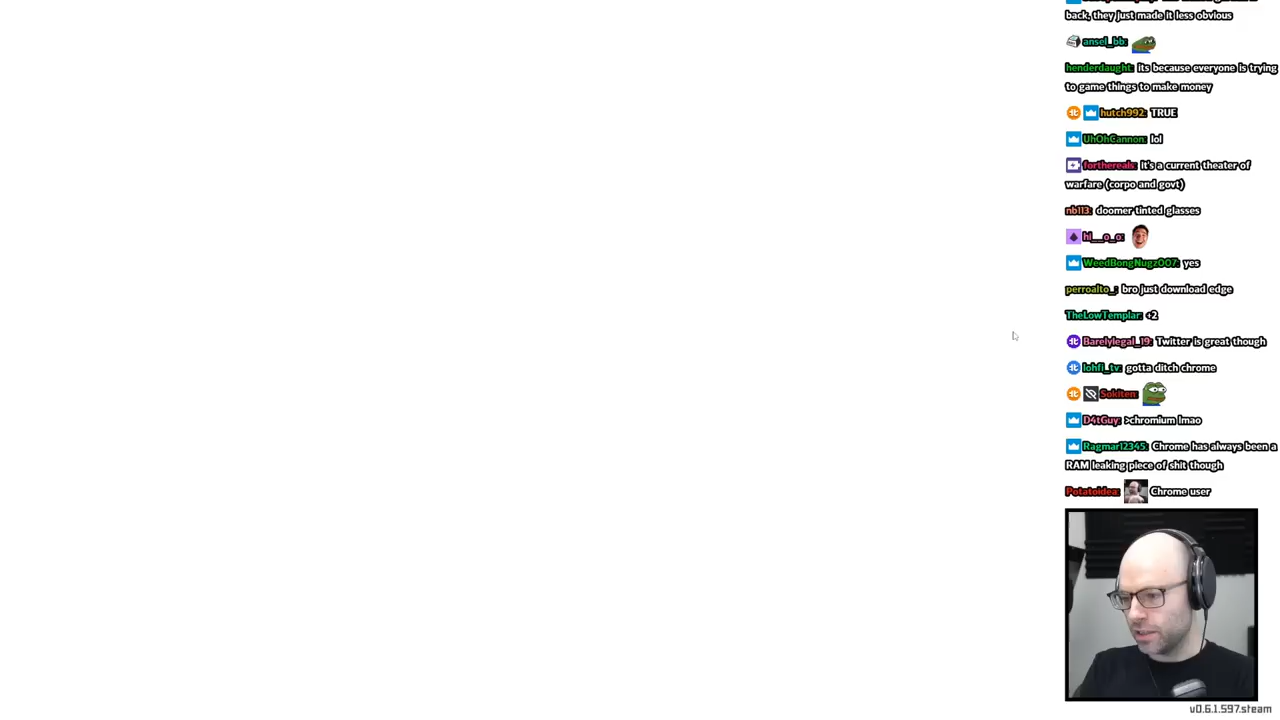 back, they just made it less obvious
ansel_bb:
henderdaught: its because everyone is trying
to game things to make money
hutch992: TRUE
UhOhCannon: lol
forthereals: It's a current theater of
warfare (corpo and govt)
nb113: doomer tinted glasses
hi__o_o:
WeedBongNugz007: yes
perroalto_: bro just download edge
TheLowTemplar: +2
Barelylegal_19: Twitter is great though
lohfi_tv: gotta ditch chrome
Sokiten:
D4tGuy: >chromium lmao
Ragmar12345: Chrome has always been a
RAM leaking piece of shit though
Potatoidea: Chrome user
v0.6.1.597.steam